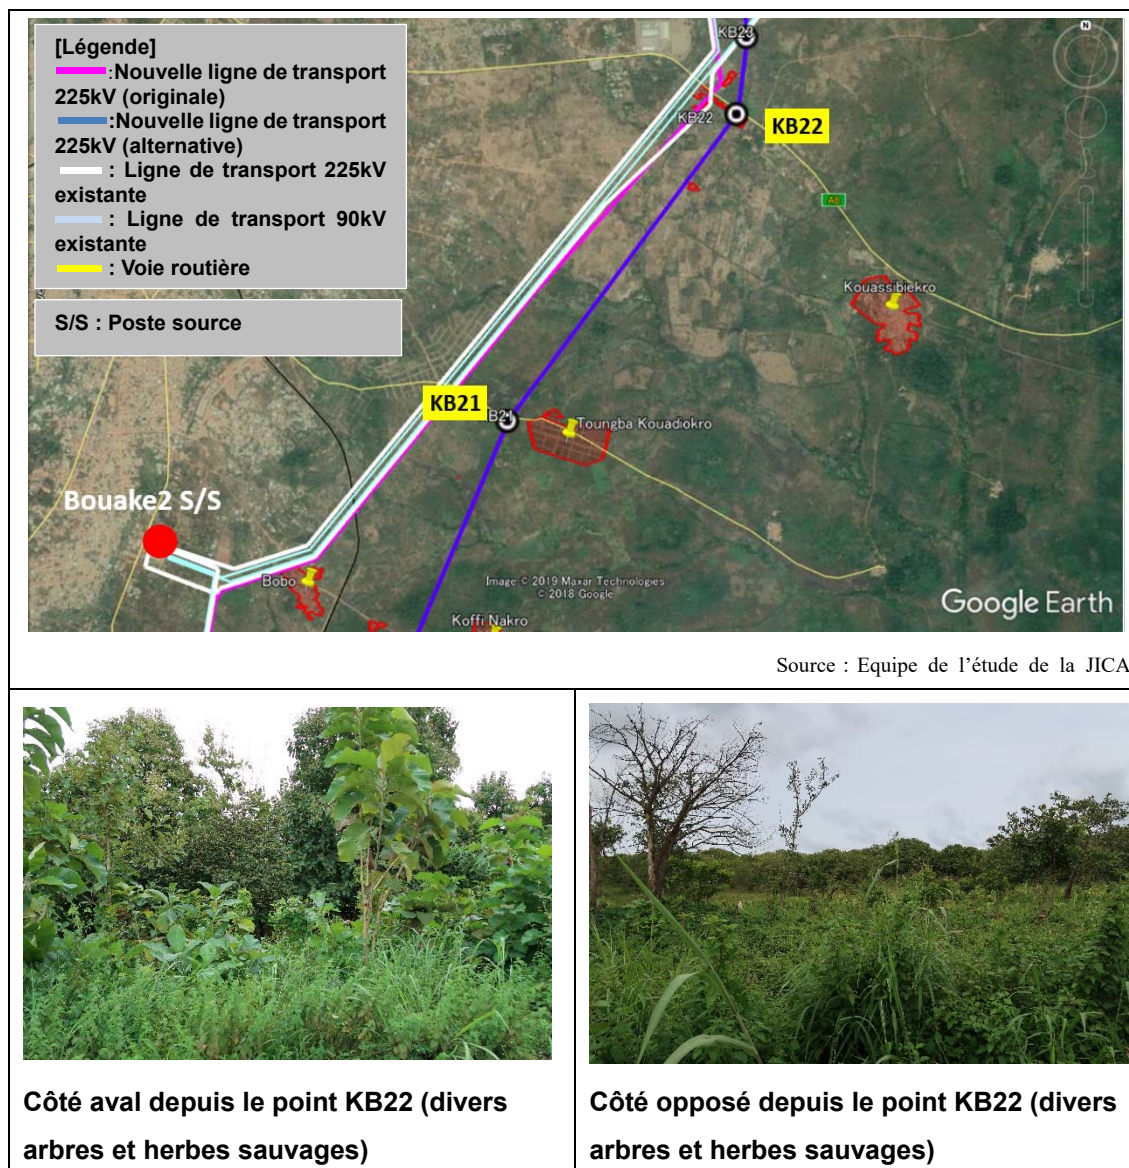 [Légende]
:Nouvelle ligne de transport
225kV (originale)
:Nouvelle ligne de transport
225kV (alternative)
: Ligne de transport 225kV
existante
: Ligne de transport 90kV
existante
: Voie routière
S/S : Poste source
N
KB23
KB22
KB22
A8
Kouassibiekro
KB21
Toungba Kouadiokro
Bouake2 S/S
Bobo
Image © 2019 Maxar Technologies
© 2018 Google
Koffi Nakro
Google Earth
Source : Equipe de l'étude de la JICA
Côté aval depuis le point KB22 (divers
arbres et herbes sauvages)
Côté opposé depuis le point KB22 (divers
arbres et herbes sauvages)